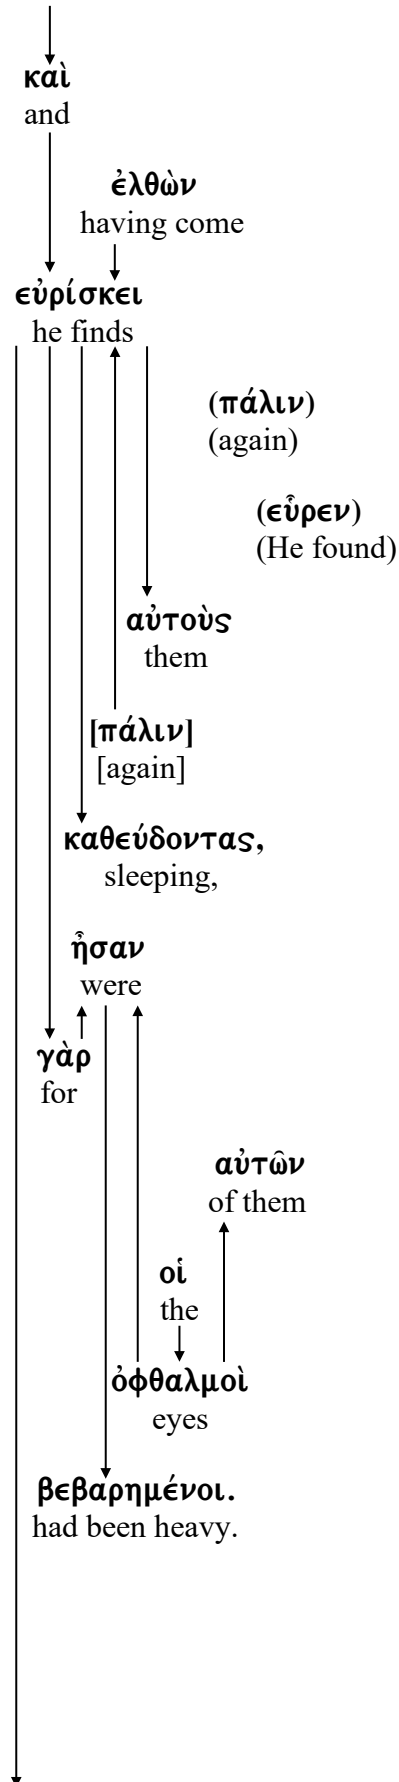 καὶ
and
ἐλθὼν
having come
εὑρίσκει
he finds
(πάλιν)
(again)
(εὗρεν)
(He found)
αὐτοὺς
them
[πάλιν]
[again]
καθεύδοντας,
sleeping,
ἦσαν
were
γὰρ
for
αὐτῶν
of them
οἱ
the
ὀφθαλμοὶ
eyes
βεβαρημένοι.
had been heavy.